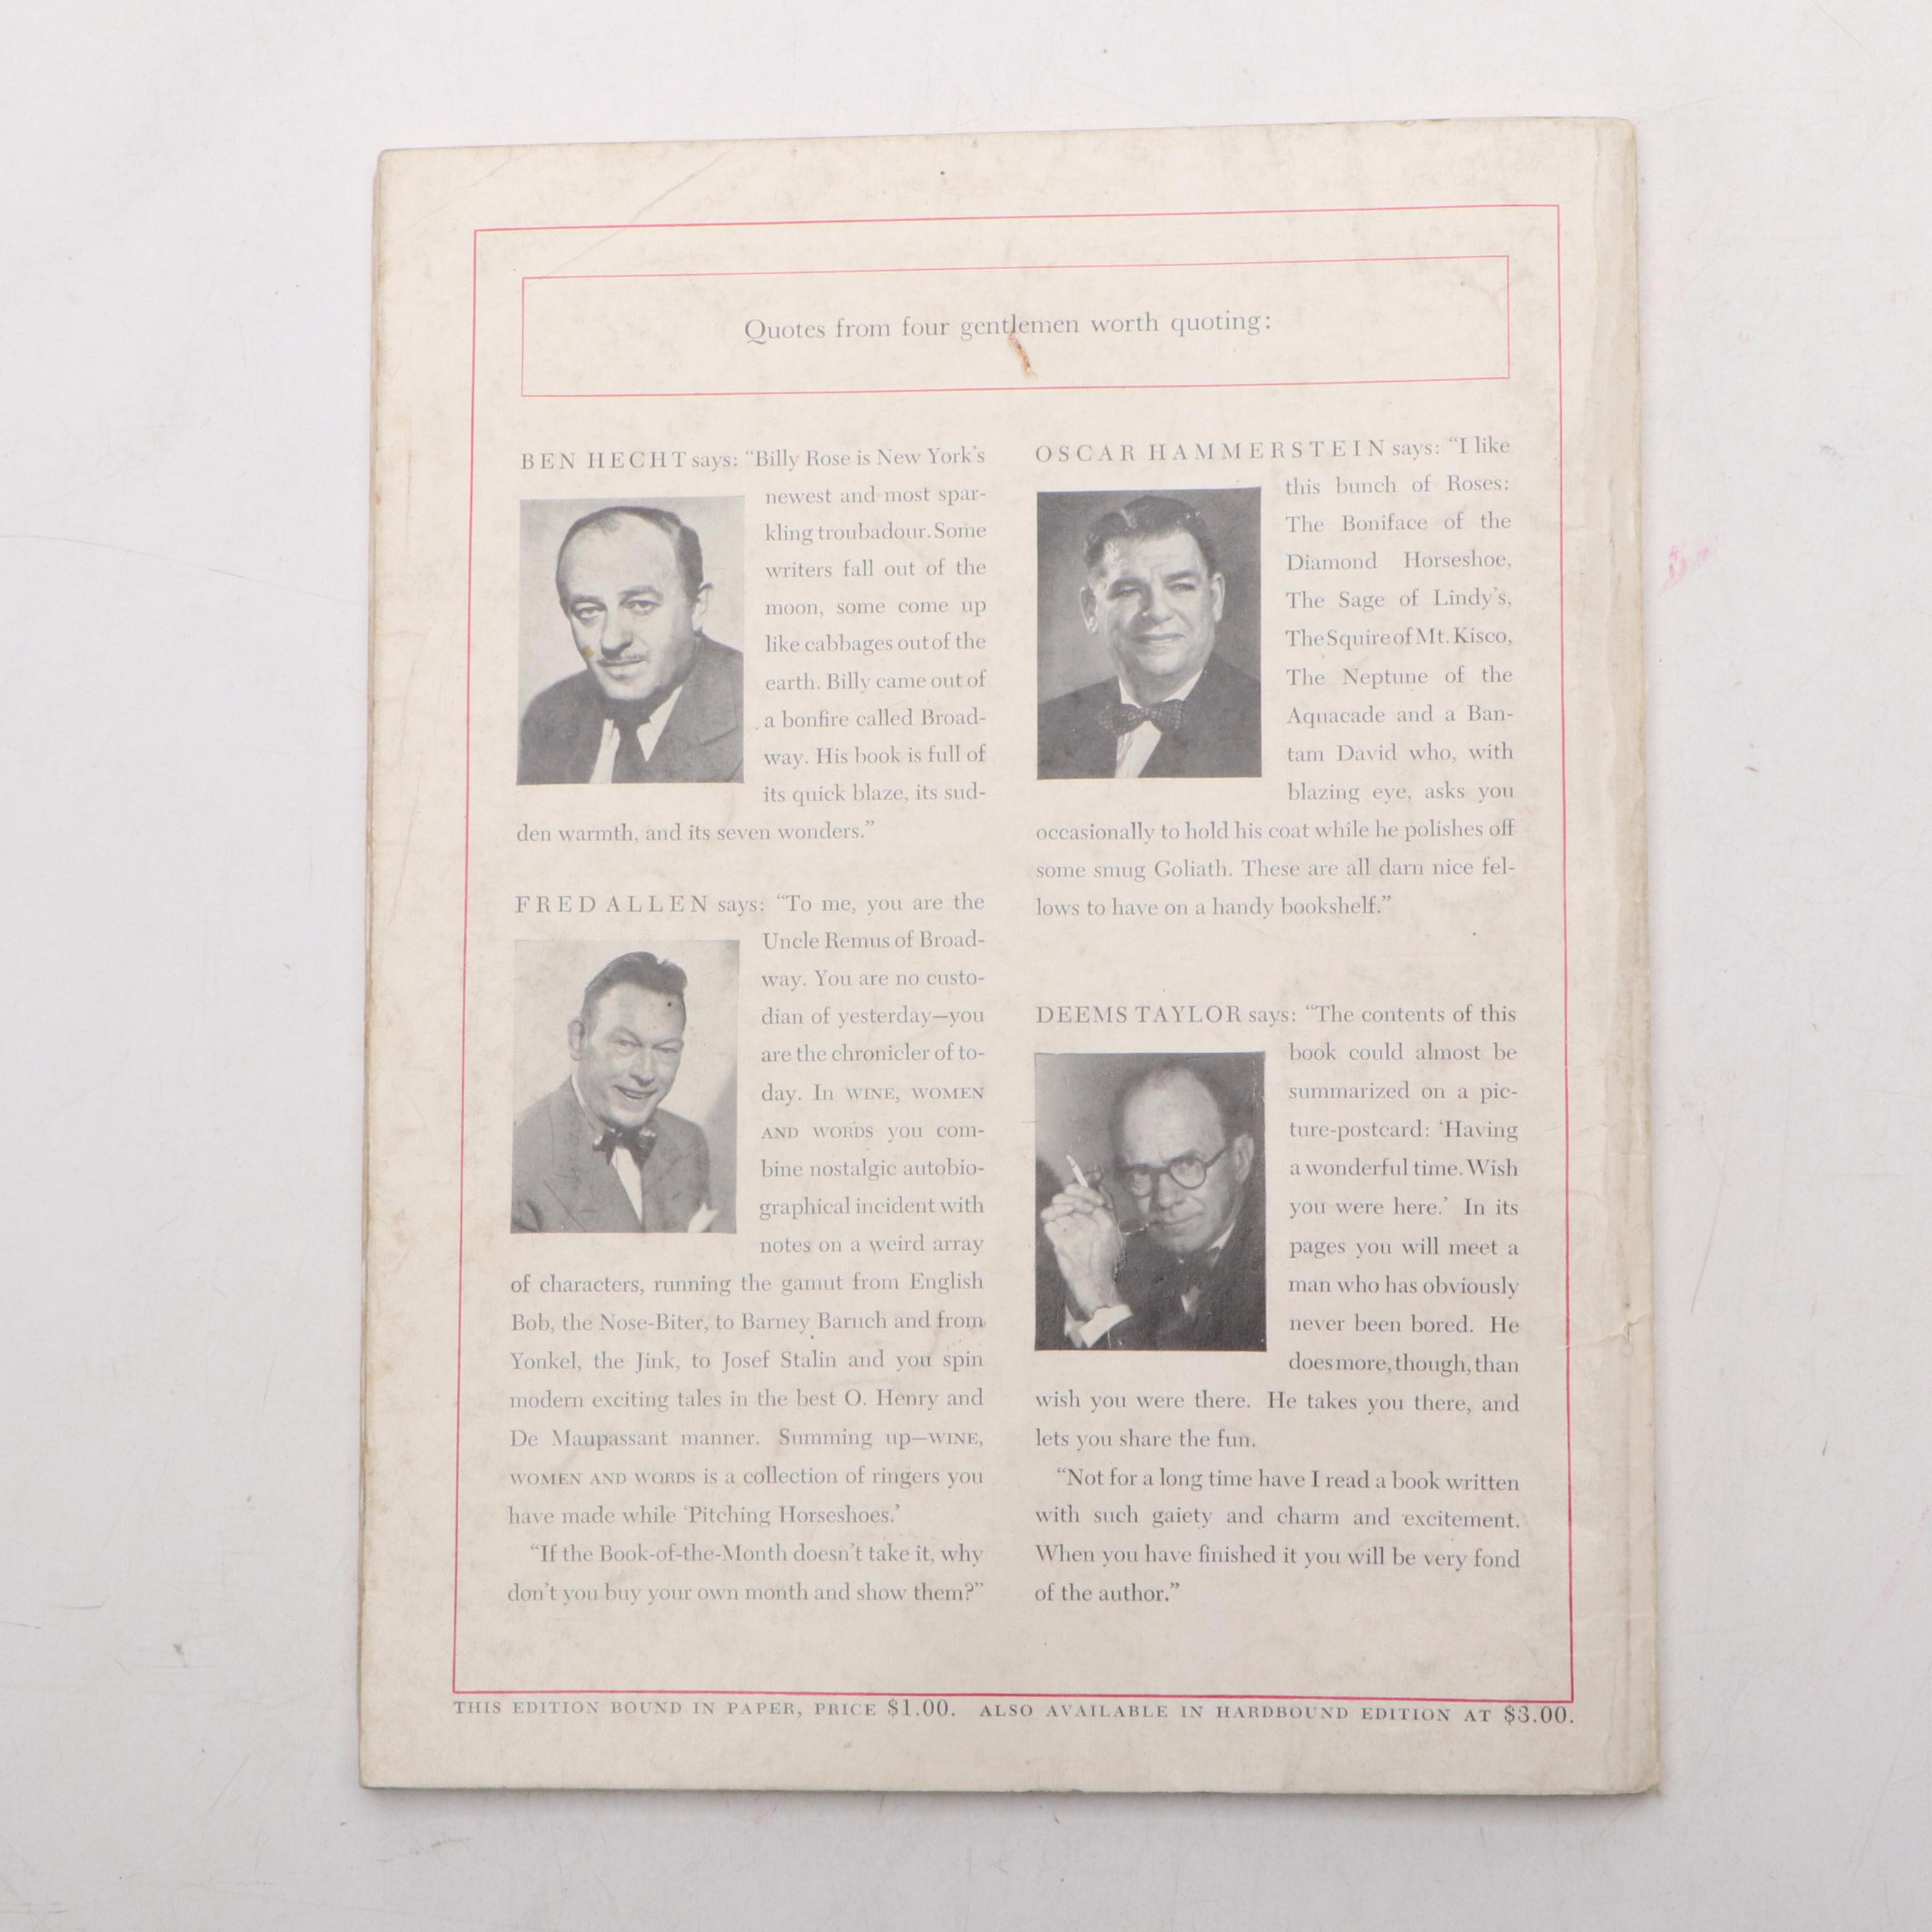 Quotes from four gentlemen worth quoting:
BEN HECHT says: “Billy Rose is New York’s
newest and most spar-
kling troubadour. Some
writers fall out of the
moon, some come up
like cabbages out of the
earth. Billy came out of
a bonfire called Broad-
way. His book is full of
its quick blaze, its sud-
den warmth, and its seven wonders.”
FRED ALLEN says: “To me, you are the
Uncle Remus of Broad-
way. You are no custo-
dian of yesterday—you
are the chronicler of to-
day. In WINE, WOMEN
AND WORDS you com-
bine nostalgic autobio-
graphical incident with
notes on a weird array
of characters, running the gamut from English
Bob, the Nose-Biter, to Barney Baruch and from
Yonkel, the Jink, to Josef Stalin and you spin
modern exciting tales in the best O. Henry and
De Maupassant manner. Summing up—WINE,
WOMEN AND WORDS is a collection of ringers you
have made while ‘Pitching Horseshoes.’
“If the Book-of-the-Month doesn’t take it, why
don’t you buy your own month and show them?”
OSCAR HAMMERSTEIN says: “I like
this bunch of Roses:
The Boniface of the
Diamond Horseshoe,
The Sage of Lindy’s,
The Squire of Mt. Kisco,
The Neptune of the
Aquacade and a Ban-
tam David who, with
blazing eye, asks you
occasionally to hold his coat while he polishes off
some smug Goliath. These are all darn nice fel-
lows to have on a handy bookshelf.”
DEEMS TAYLOR says: “The contents of this
book could almost be
summarized on a pic-
ture-postcard: ‘Having
a wonderful time. Wish
you were here.’ In its
pages you will meet a
man who has obviously
never been bored. He
does more, though, than
wish you were there. He takes you there, and
lets you share the fun.
“Not for a long time have I read a book written
with such gaiety and charm and excitement.
When you have finished it you will be very fond
of the author.”
THIS EDITION BOUND IN PAPER, PRICE $1.00. ALSO AVAILABLE IN HARDBOUND EDITION AT $3.00.